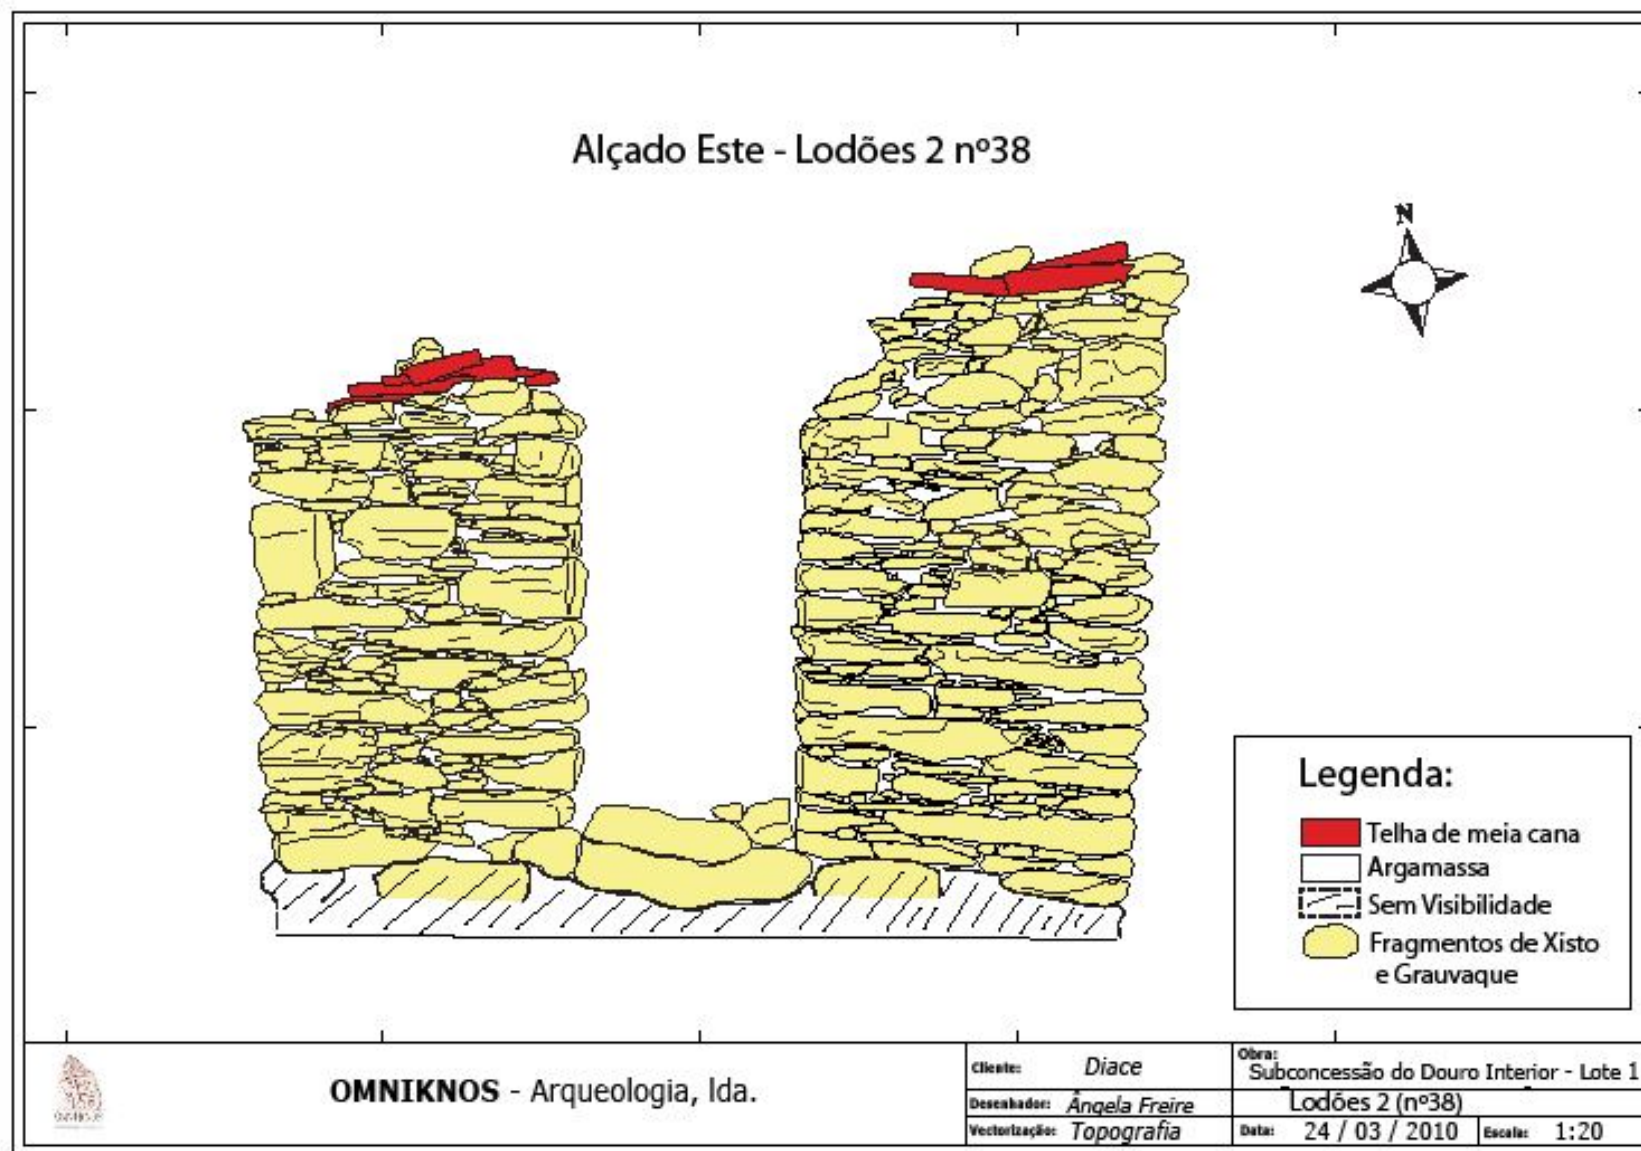 Alçado Este - Lodões 2 nº38
N
Legenda:
Telha de meia cana
Argamassa
Sem Visibilidade
Fragmentos de Xisto
e Grauvaque
OMNIKNOS - Arqueologia, lda.
Cliente: Diace
Desenhador: Ângela Freire
Vectorização: Topografia
Obra:
Subconcessão do Douro Interior - Lote 1
Lodões 2 (nº38)
Data: 24 / 03 / 2010 Escala: 1:20